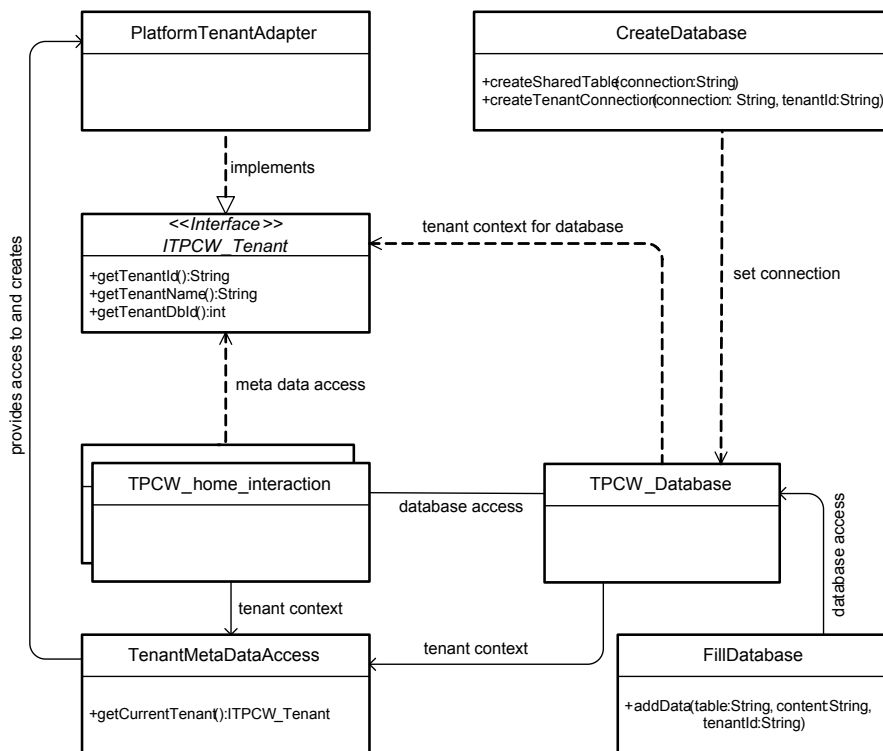 PlatformTenantAdapter
CreateDatabase
+createSharedTable(connection:String)
+createTenantConnection(connection: String, tenantId:String)
implements
<<Interface>>
ITPCW_Tenant
+getTenantId():String
+getTenantName():String
+getTenantDbId():int
tenant context for database
set connection
provides acces to and creates
meta data access
TPCW_home_interaction
database access
TPCW_Database
database access
tenant context
tenant context
TenantMetaDataAccess
+getCurrentTenant():ITPCW_Tenant
FillDatabase
+addData(table:String, content:String,
tenantId:String)